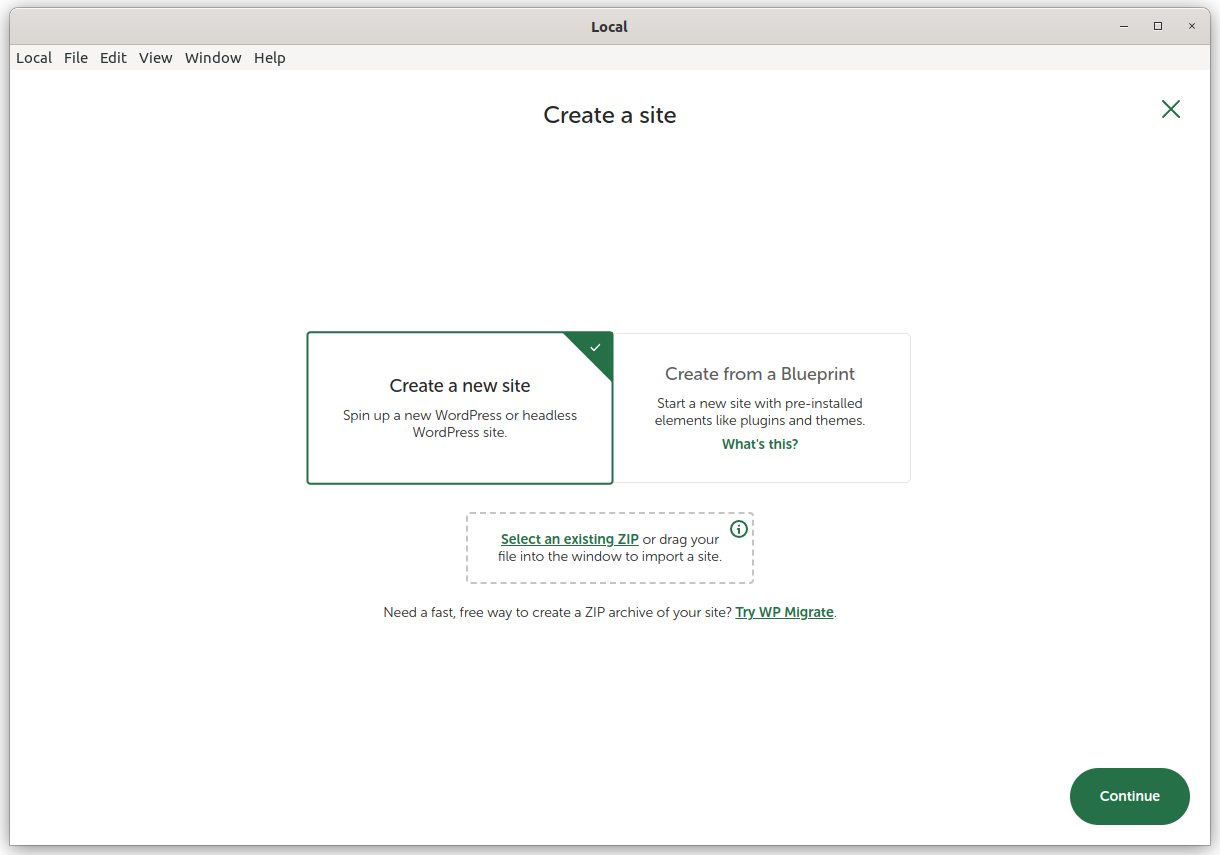 Local
Local File Edit View Window Help
Create a site
Create a new site
Spin up a new WordPress or headless
WordPress site.
Create from a Blueprint
Start a new site with pre-installed
elements like plugins and themes.
What's this?
Select an existing ZIP or drag your
file into the window to import a site.
Need a fast, free way to create a ZIP archive of your site? Try WP Migrate.
Continue